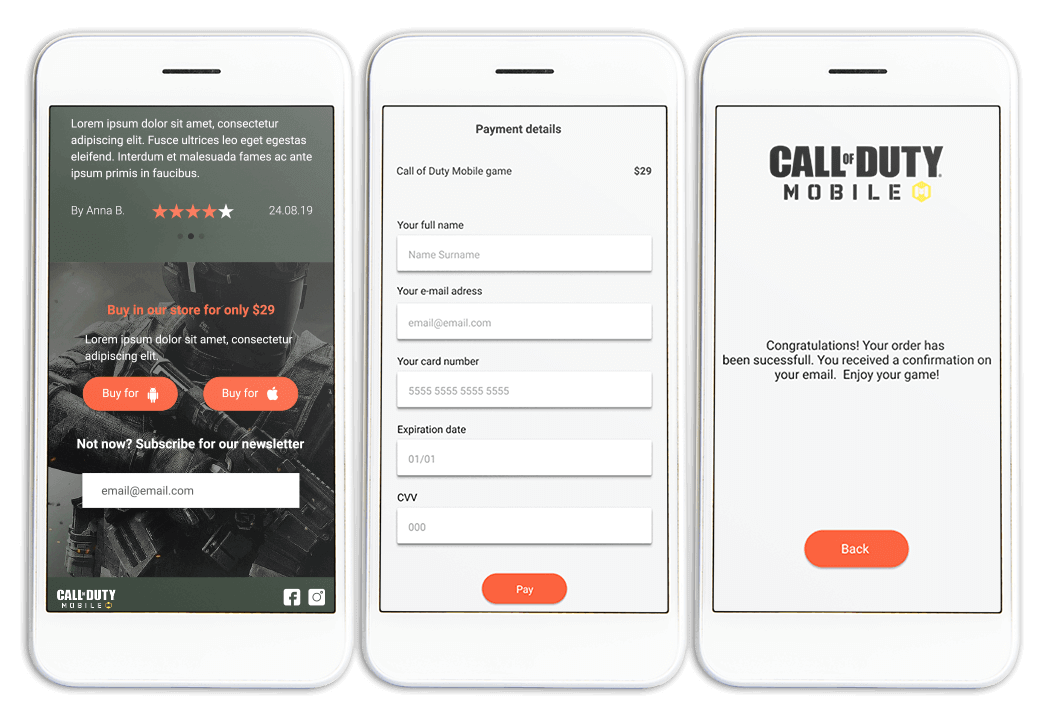 Lorem ipsum dolor sit amet, consectetur
adipiscing elit. Fusce ultrices leo eget egestas
eleifend. Interdum et malesuada fames ac ante
ipsum primis in faucibus.
By Anna B.
24.08.19
Buy in our store for only $29
Lorem ipsum dolor sit amet, consectetur
adipiscing elit.
Buy for
Buy for
Not now? Subscribe for our newsletter
email@email.com
CALL OF DUTY
MOBILE
Payment details
Call of Duty Mobile game $29
Your full name
Name Surname
Your e-mail adress
email@email.com
Your card number
5555 5555 5555 5555
Expiration date
01/01
CVV
000
Pay
CALL OF DUTY
MOBILE
Congratulations! Your order has
been sucessfull. You received a confirmation on
your email. Enjoy your game!
Back